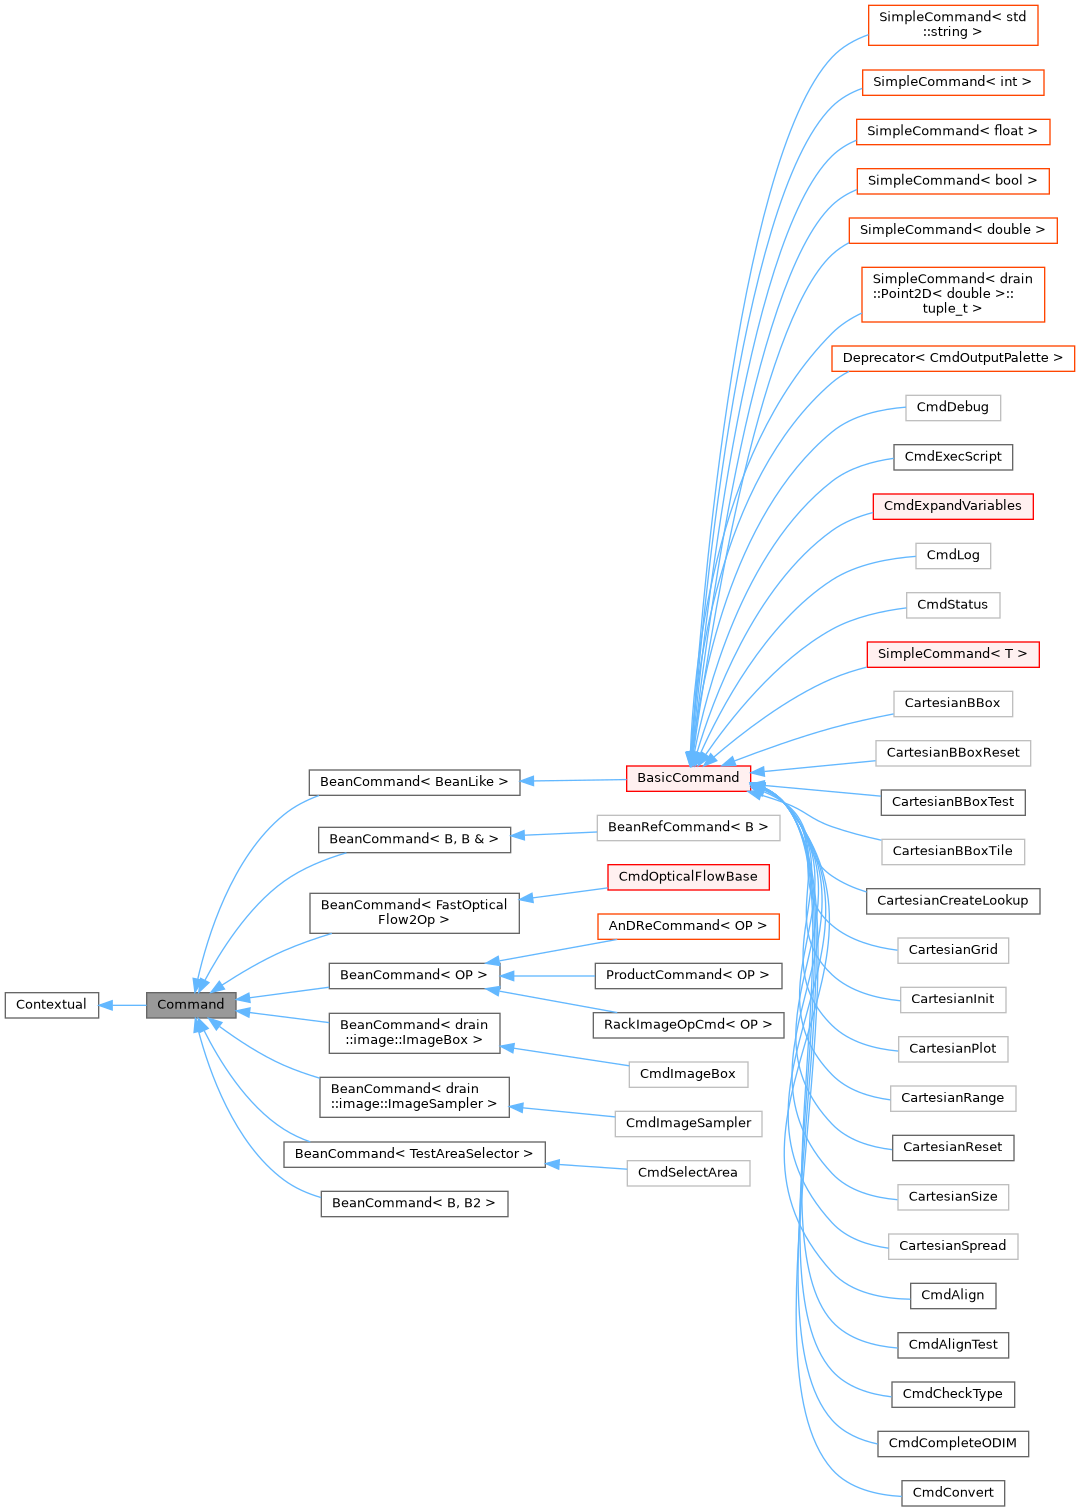 SimpleCommand< std
::string >
SimpleCommand< int >
SimpleCommand< float >
SimpleCommand< bool >
SimpleCommand< double >
SimpleCommand< drain
::Point2D< double >::
tuple_t >
Deprecator< CmdOutputPalette >
CmdDebug
CmdExecScript
CmdExpandVariables
CmdLog
CmdStatus
SimpleCommand< T >
CartesianBBox
CartesianBBoxReset
CartesianBBoxTest
CartesianBBoxTile
CartesianCreateLookup
CartesianGrid
CartesianInit
CartesianPlot
CartesianRange
CartesianReset
CartesianSize
CartesianSpread
CmdAlign
CmdAlignTest
CmdCheckType
CmdCompleteODIM
CmdConvert
BasicCommand
BeanRefCommand< B >
CmdOpticalFlowBase
AnDReCommand< OP >
ProductCommand< OP >
RackImageOpCmd< OP >
CmdImageBox
CmdImageSampler
CmdSelectArea
BeanCommand< BeanLike >
BeanCommand< B, B & >
BeanCommand< FastOptical
Flow2Op >
BeanCommand< OP >
BeanCommand< drain
::image::ImageBox >
BeanCommand< drain
::image::ImageSampler >
BeanCommand< TestAreaSelector >
BeanCommand< B, B2 >
Contextual
Command